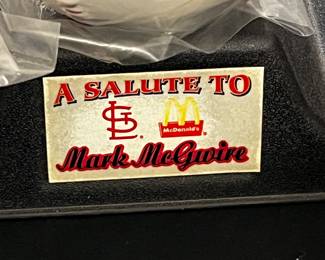 A SALUTE TO
STL.
McDonald's
Mark McGwire